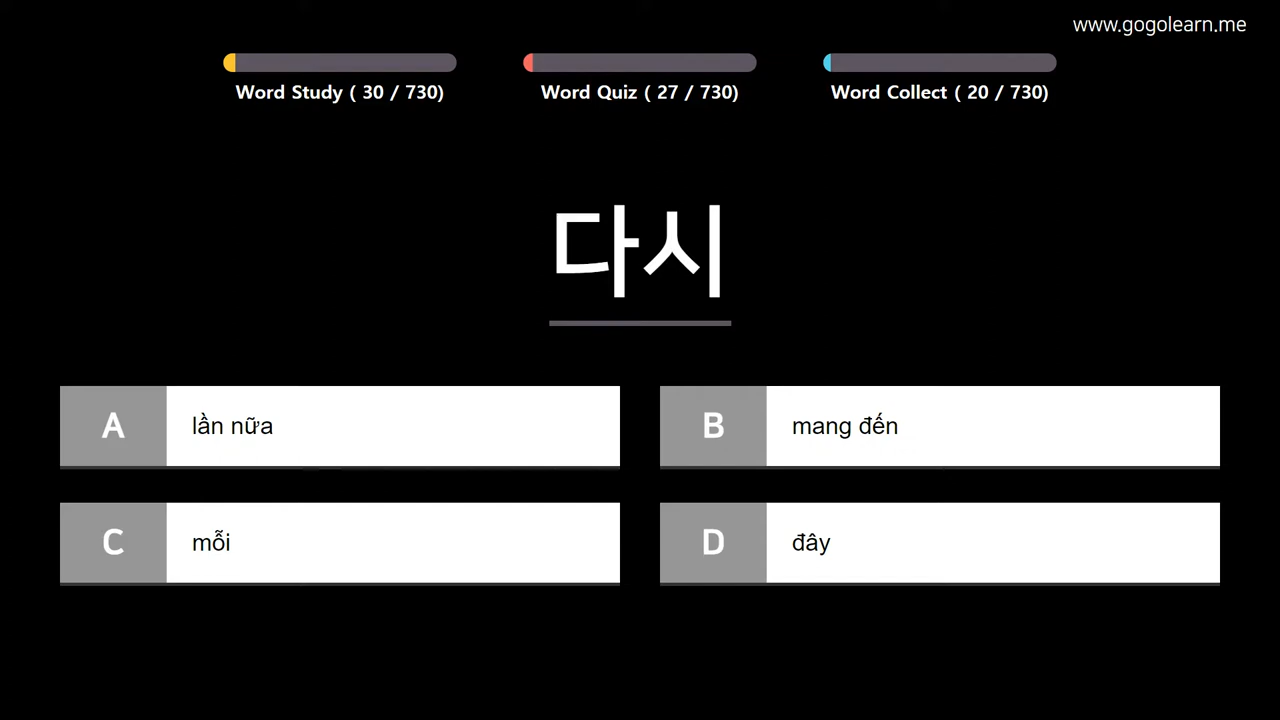 www.gogolearn.me
Word Study ( 30 / 730)
Word Quiz ( 27 / 730)
Word Collect ( 20 / 730)
다시
A lần nữa
B mang đến
C mỗi
D đây